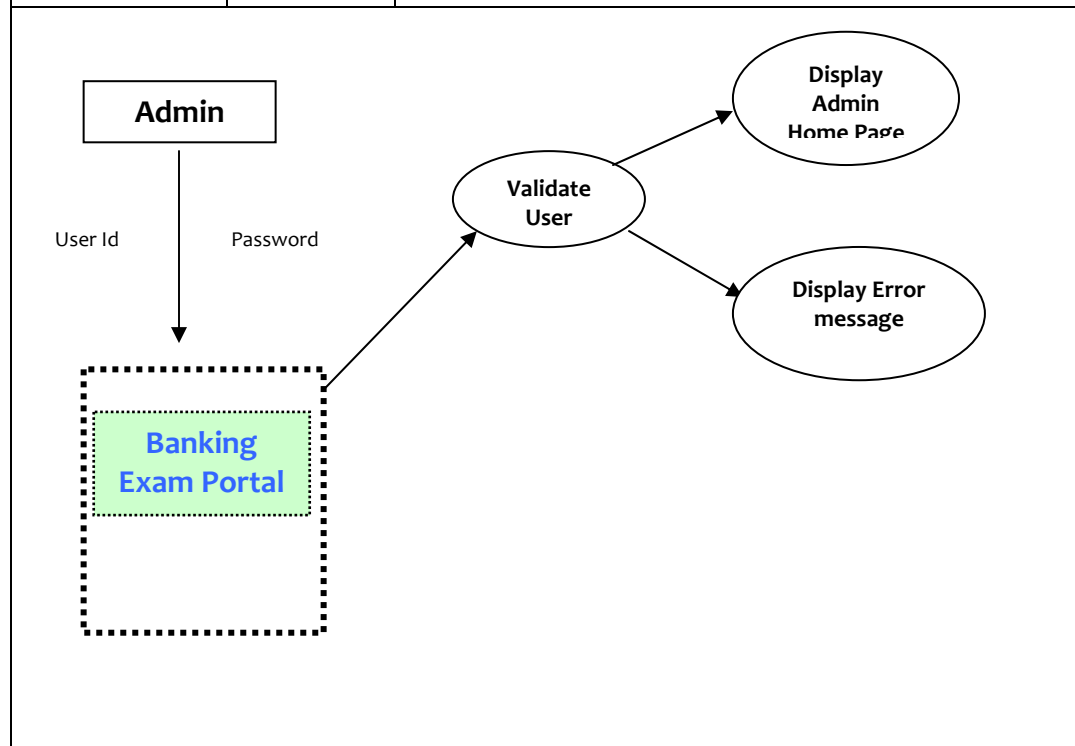 Admin
User Id
Password
Banking
Exam Portal
Validate
User
Display
Admin
Home Page
Display Error
message